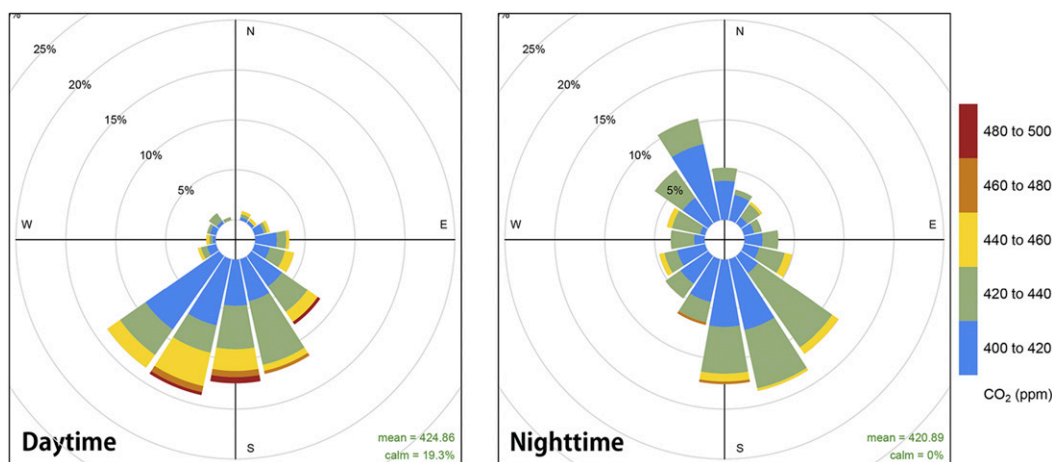 %
25%
20%
15%
10%
5%
N
W
E
S
Daytime
mean = 424.86
calm = 19.3%
%
25%
20%
15%
10%
5%
N
W
E
S
Nighttime
mean = 420.89
calm = 0%
480 to 500
460 to 480
440 to 460
420 to 440
400 to 420
CO₂ (ppm)